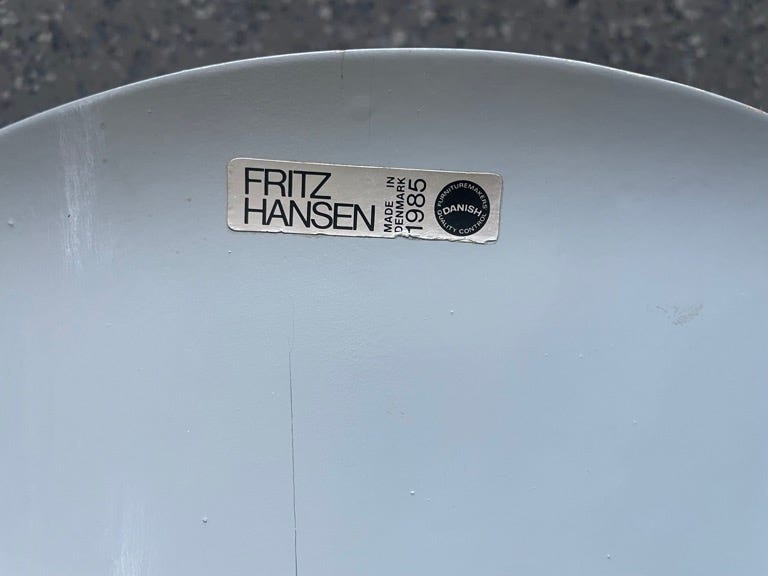 FRITZ
HANSEN
MADE IN
DENMARK
1985
FURNITUREMAKERS'
DANISH
QUALITY CONTROL